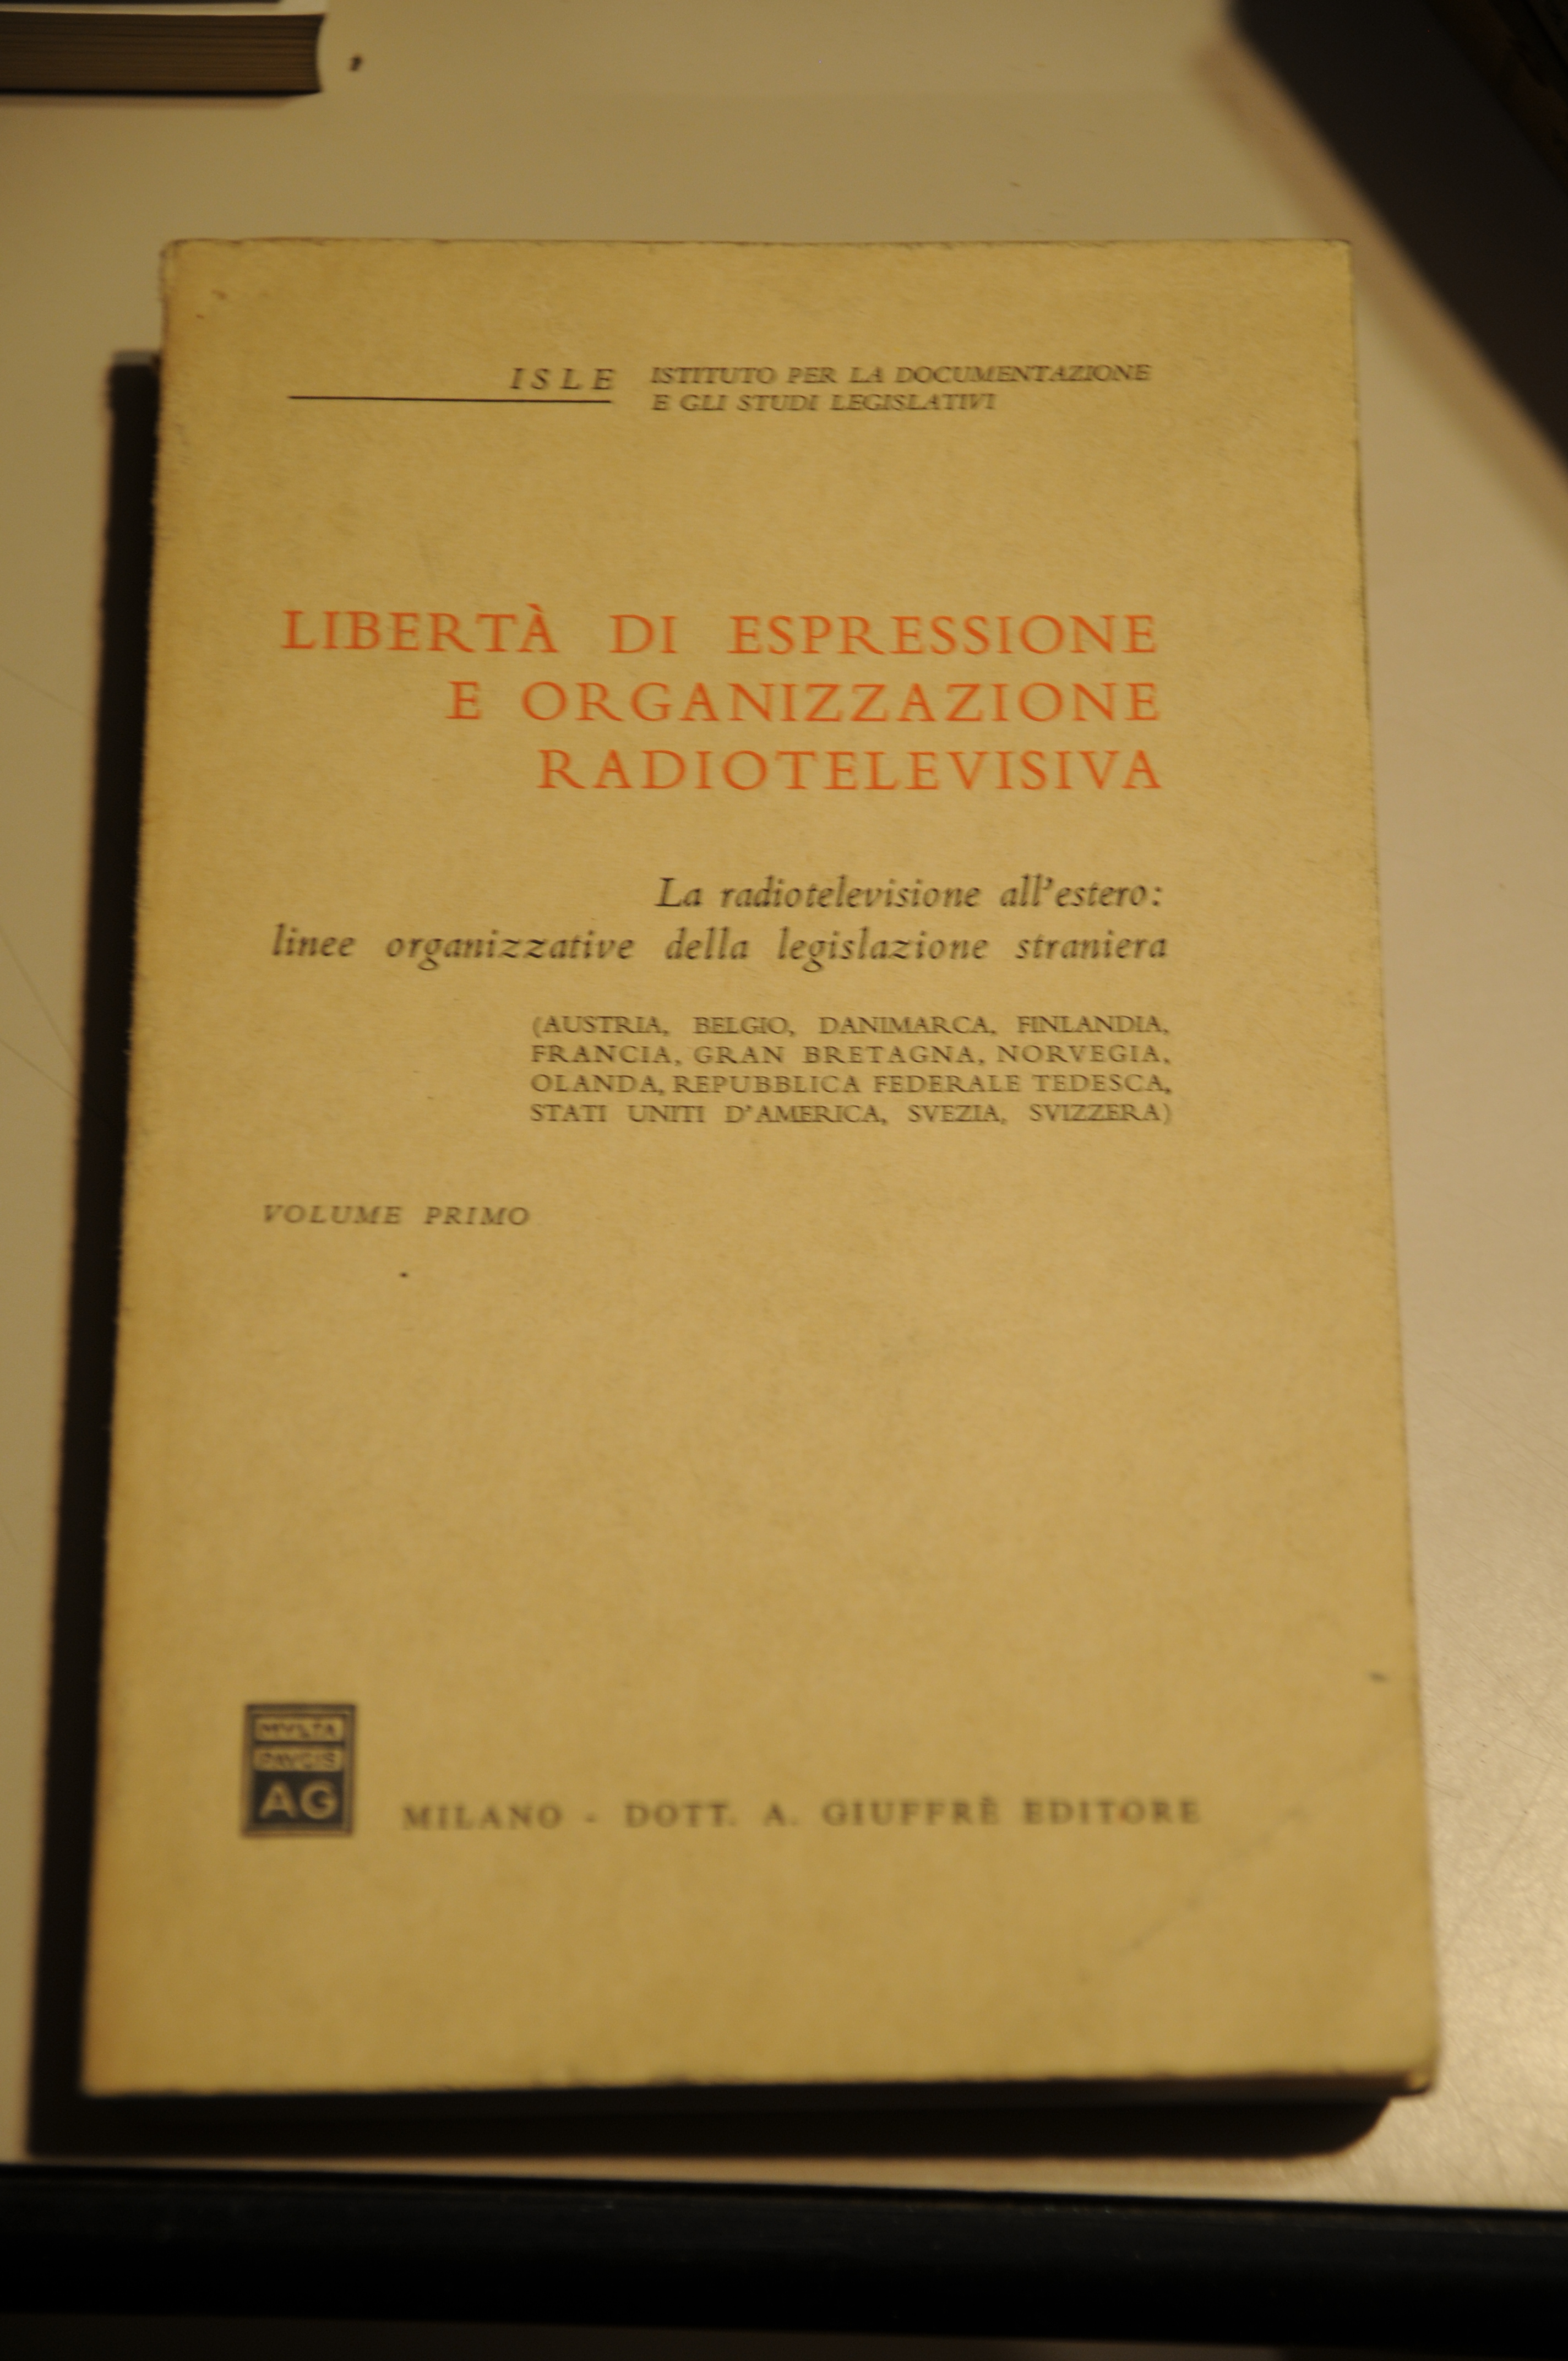 ISLE ISTITUTO PER LA DOCUMENTAZIONE
E GLI STUDI LEGISLATIVI
LIBERTÀ DI ESPRESSIONE
E ORGANIZZAZIONE
RADIOTELEVISIVA
La radiotelevisione all'estero:
linee organizzative della legislazione straniera
(AUSTRIA, BELGIO, DANIMARCA, FINLANDIA,
FRANCIA, GRAN BRETAGNA, NORVEGIA,
OLANDA, REPUBBLICA FEDERALE TEDESCA,
STATI UNITI D'AMERICA, SVEZIA, SVIZZERA)
VOLUME PRIMO
MVLTA
PAVCIS
AG
MILANO - DOTT. A. GIUFFRÈ EDITORE